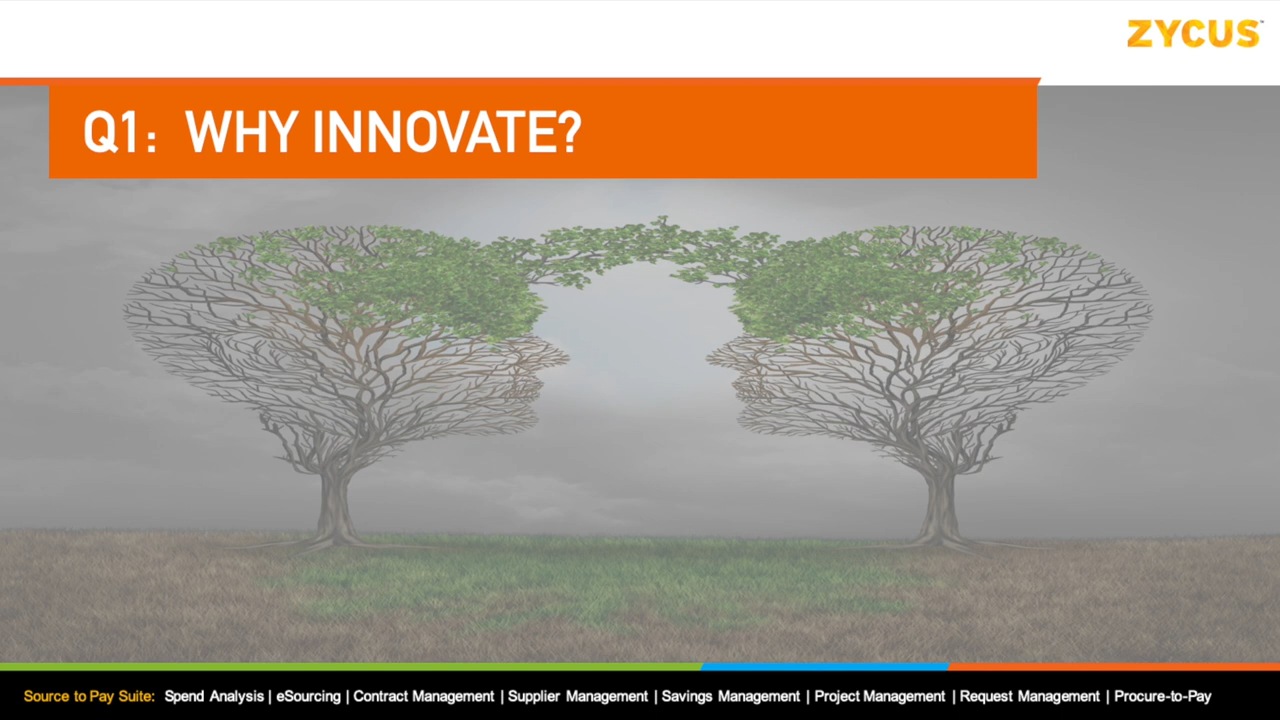 ZYCUS™
Q1: WHY INNOVATE?
Source to Pay Suite: Spend Analysis | eSourcing | Contract Management | Supplier Management | Savings Management | Project Management | Request Management | Procure-to-Pay